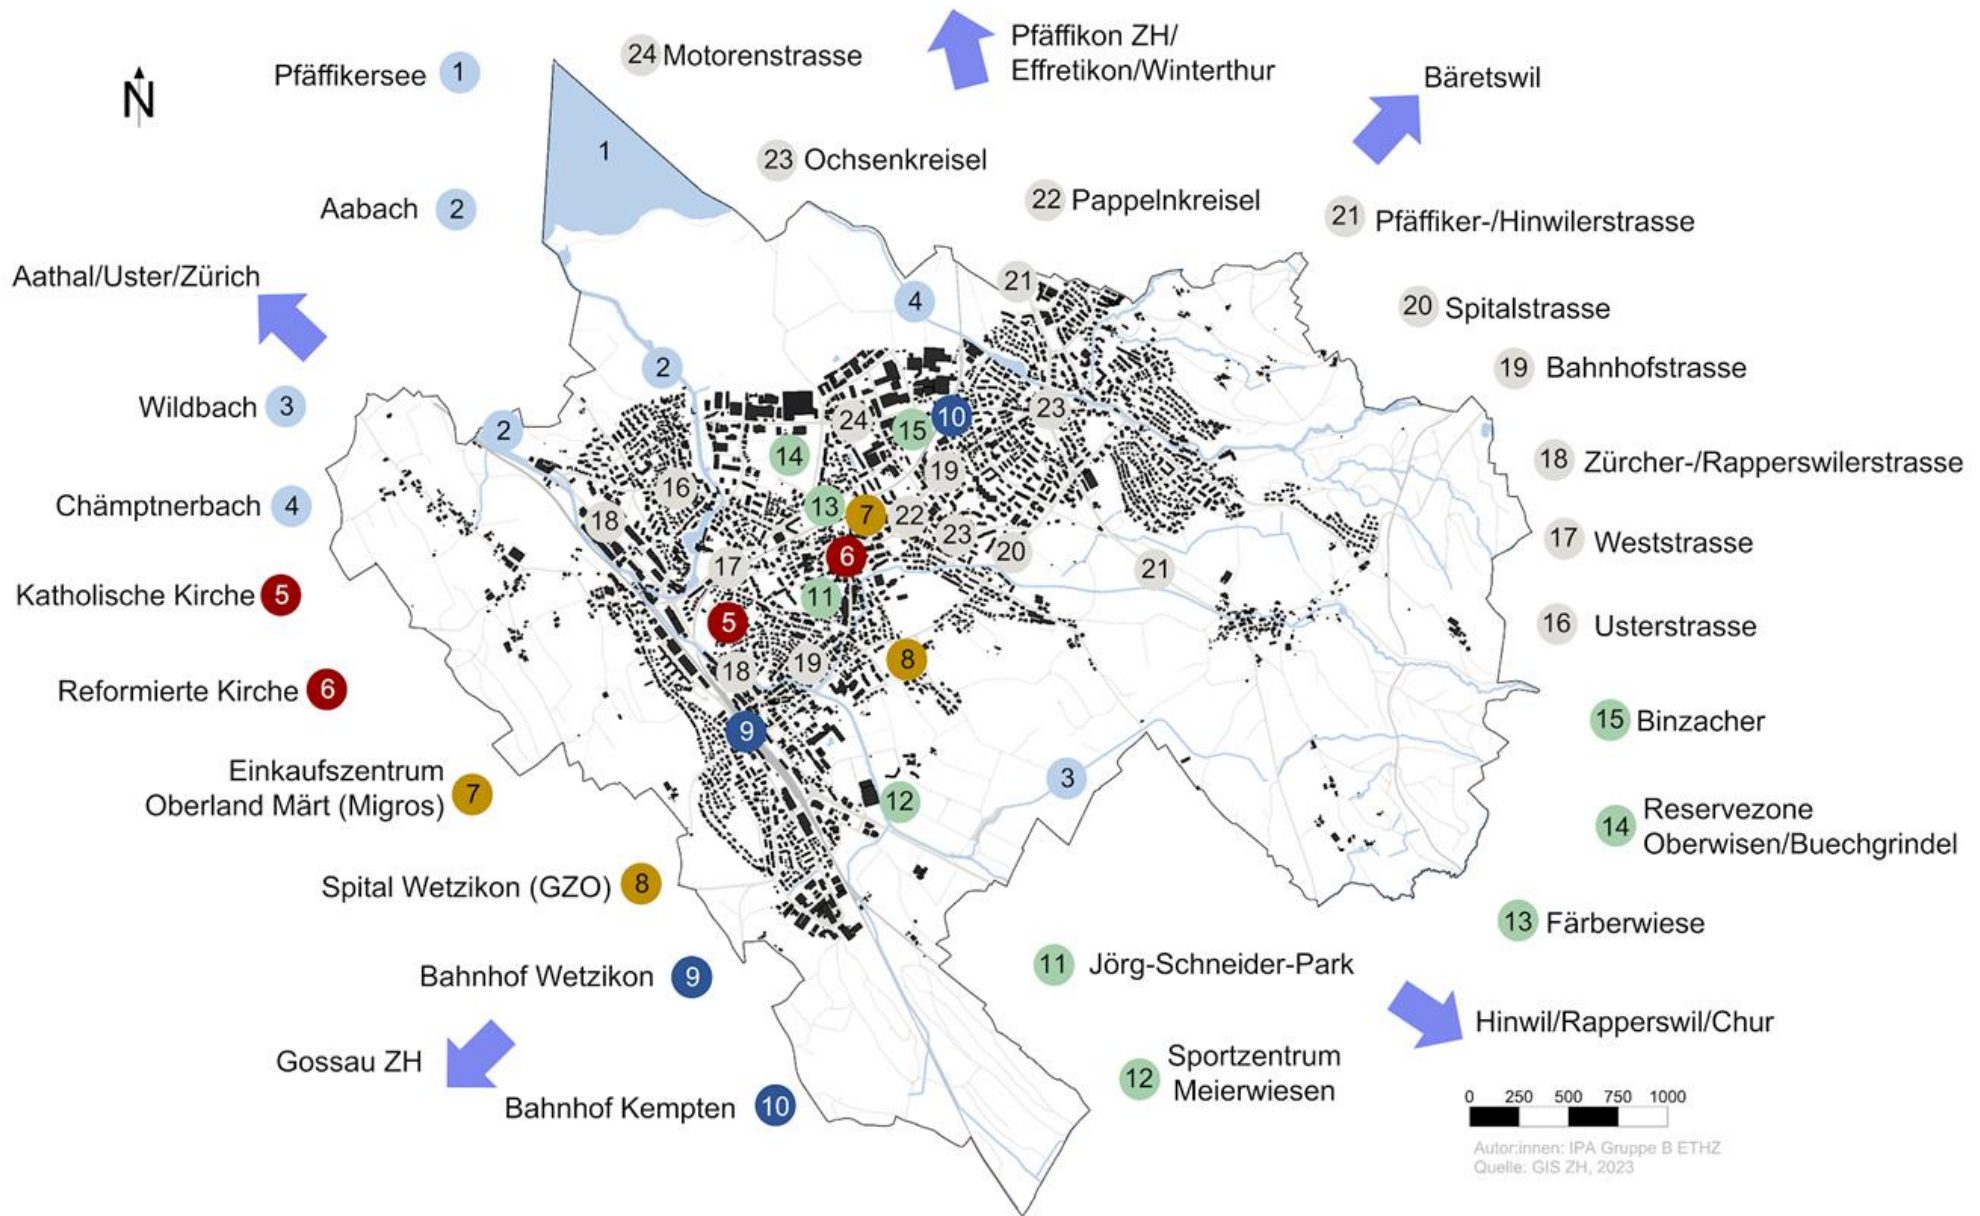 N
Pfäffikersee 1
24 Motorenstrasse
Pfäffikon ZH/
Effretikon/Winterthur
Bäretswil
1
23 Ochsenkreisel
Aabach 2
22 Pappelnkreisel
21 Pfäffiker-/Hinwilerstrasse
Aathal/Uster/Zürich
21
4
20 Spitalstrasse
2
19 Bahnhofstrasse
Wildbach 3
2
24
15
10
23
14
19
18 Zürcher-/Rapperswilerstrasse
16
Chämptnerbach 4
18
13
7
22
23
20
17 Weststrasse
6
17
21
Katholische Kirche 5
11
5
16 Usterstrasse
18
19
8
Reformierte Kirche 6
9
15 Binzacher
Einkaufszentrum
Oberland Märt (Migros) 7
3
12
14 Reservezone
Oberwisen/Buechgrindel
Spital Wetzikon (GZO) 8
13 Färberwiese
Bahnhof Wetzikon 9
11 Jörg-Schneider-Park
Hinwil/Rapperswil/Chur
Gossau ZH
12 Sportzentrum
Meierwiesen
Bahnhof Kempten 10
0 250 500 750 1000
Autor:innen: IPA Gruppe B ETHZ
Quelle: GIS ZH, 2023